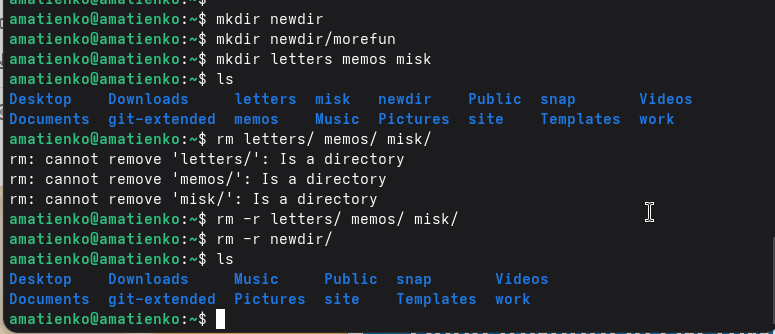 amatienko@amatienko:~$ mkdir newdir
amatienko@amatienko:~$ mkdir newdir/morefun
amatienko@amatienko:~$ mkdir letters memos misk
amatienko@amatienko:~$ ls
Desktop    Downloads     letters  misk   newdir    Public  snap       Videos
Documents  git-extended  memos    Music  Pictures  site    Templates  work
amatienko@amatienko:~$ rm letters/ memos/ misk/
rm: cannot remove 'letters/': Is a directory
rm: cannot remove 'memos/': Is a directory
rm: cannot remove 'misk/': Is a directory
amatienko@amatienko:~$ rm -r letters/ memos/ misk/
amatienko@amatienko:~$ rm -r newdir/
amatienko@amatienko:~$ ls
Desktop    Downloads     Music     Public  snap       Videos
Documents  git-extended  Pictures  site    Templates  work
amatienko@amatienko:~$